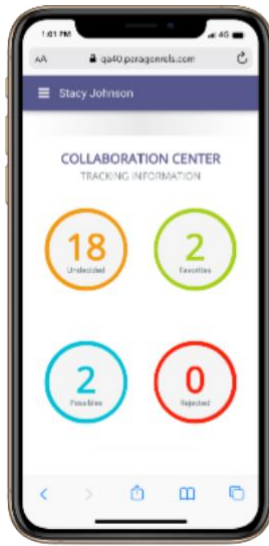 1:01 PM 4G
AA qa40.paragonrels.com
Stacy Johnson
COLLABORATION CENTER
TRACKING INFORMATION
18 2
Undecided Favorites
2 0
Possibles Rejected